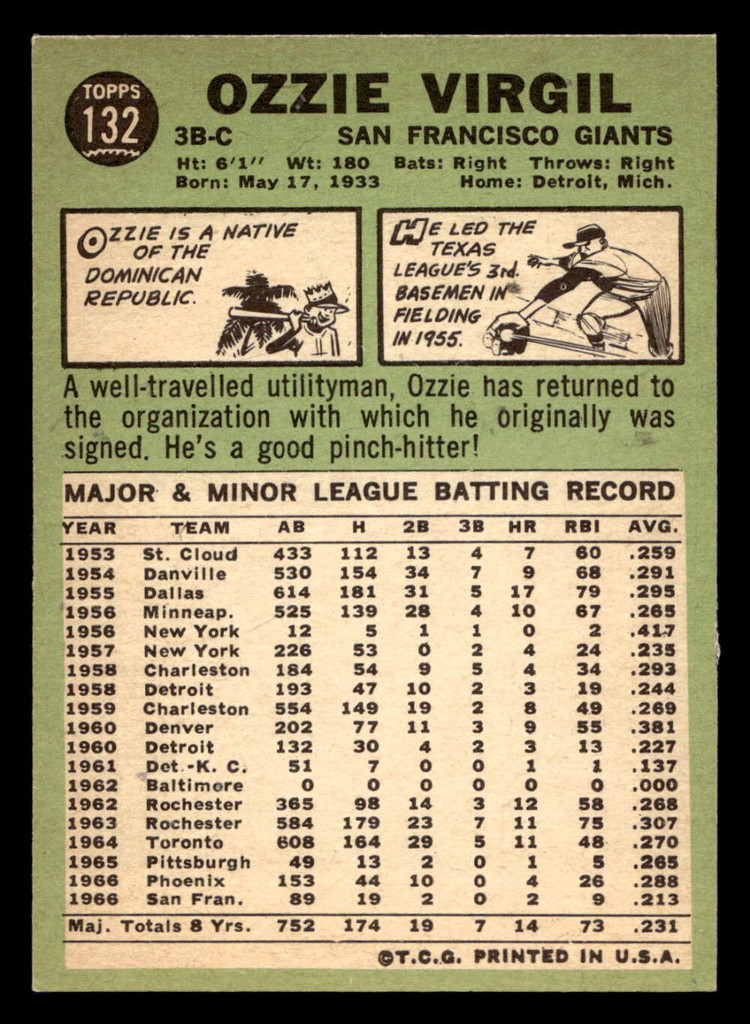 TOPPS
132
OZZIE VIRGIL
3B-C SAN FRANCISCO GIANTS
Ht: 6'1" Wt: 180 Bats: Right Throws: Right
Born: May 17, 1933 Home: Detroit, Mich.
OZZIE IS A NATIVE
OF THE
DOMINICAN
REPUBLIC.
HE LED THE
TEXAS
LEAGUE'S 3rd.
BASEMEN IN
FIELDING
IN 1955.
A well-travelled utilityman, Ozzie has returned to
the organization with which he originally was
signed. He's a good pinch-hitter!
MAJOR & MINOR LEAGUE BATTING RECORD
YEAR TEAM AB H 2B 3B HR RBI AVG.
1953 St. Cloud 433 112 13 4 7 60 .259
1954 Danville 530 154 34 7 9 68 .291
1955 Dallas 614 181 31 5 17 79 .295
1956 Minneap. 525 139 28 4 10 67 .265
1956 New York 12 5 1 1 0 2 .417
1957 New York 226 53 0 2 4 24 .235
1958 Charleston 184 54 9 5 4 34 .293
1958 Detroit 193 47 10 2 3 19 .244
1959 Charleston 554 149 19 2 8 49 .269
1960 Denver 202 77 11 3 9 55 .381
1960 Detroit 132 30 4 2 3 13 .227
1961 Det.-K. C. 51 7 0 0 1 1 .137
1962 Baltimore 0 0 0 0 0 0 .000
1962 Rochester 365 98 14 3 12 58 .268
1963 Rochester 584 179 23 7 11 75 .307
1964 Toronto 608 164 29 5 11 48 .270
1965 Pittsburgh 49 13 2 0 1 5 .265
1966 Phoenix 153 44 10 0 4 26 .288
1966 San Fran. 89 19 2 0 2 9 .213
Maj. Totals 8 Yrs. 752 174 19 7 14 73 .231
©T.C.G. PRINTED IN U.S.A.